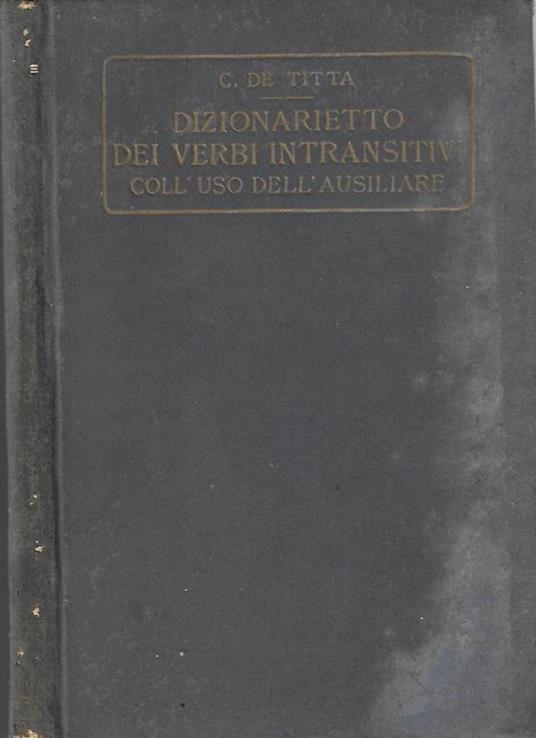 C. DE TITTA
DIZIONARIETTO
DEI VERBI INTRANSITIVI
COLL'USO DELL'AUSILIARE